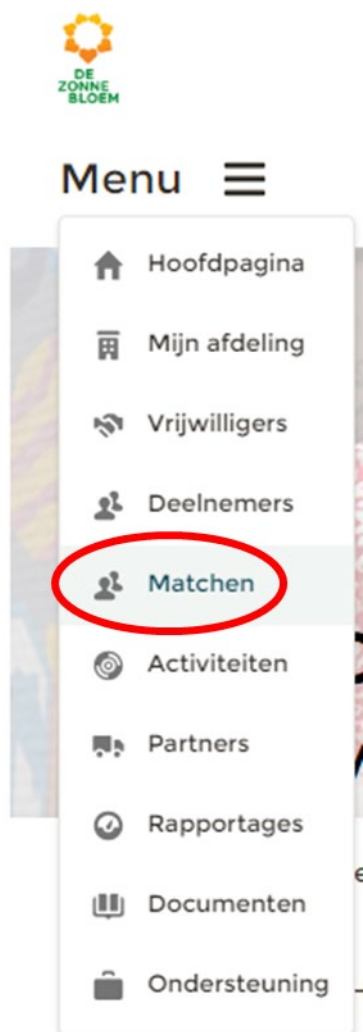 DE
ZONNE
BLOEM
Menu
Hoofdpagina
Mijn afdeling
Vrijwilligers
Deelnemers
Matchen
Activiteiten
Partners
Rapportages
Documenten
Ondersteuning